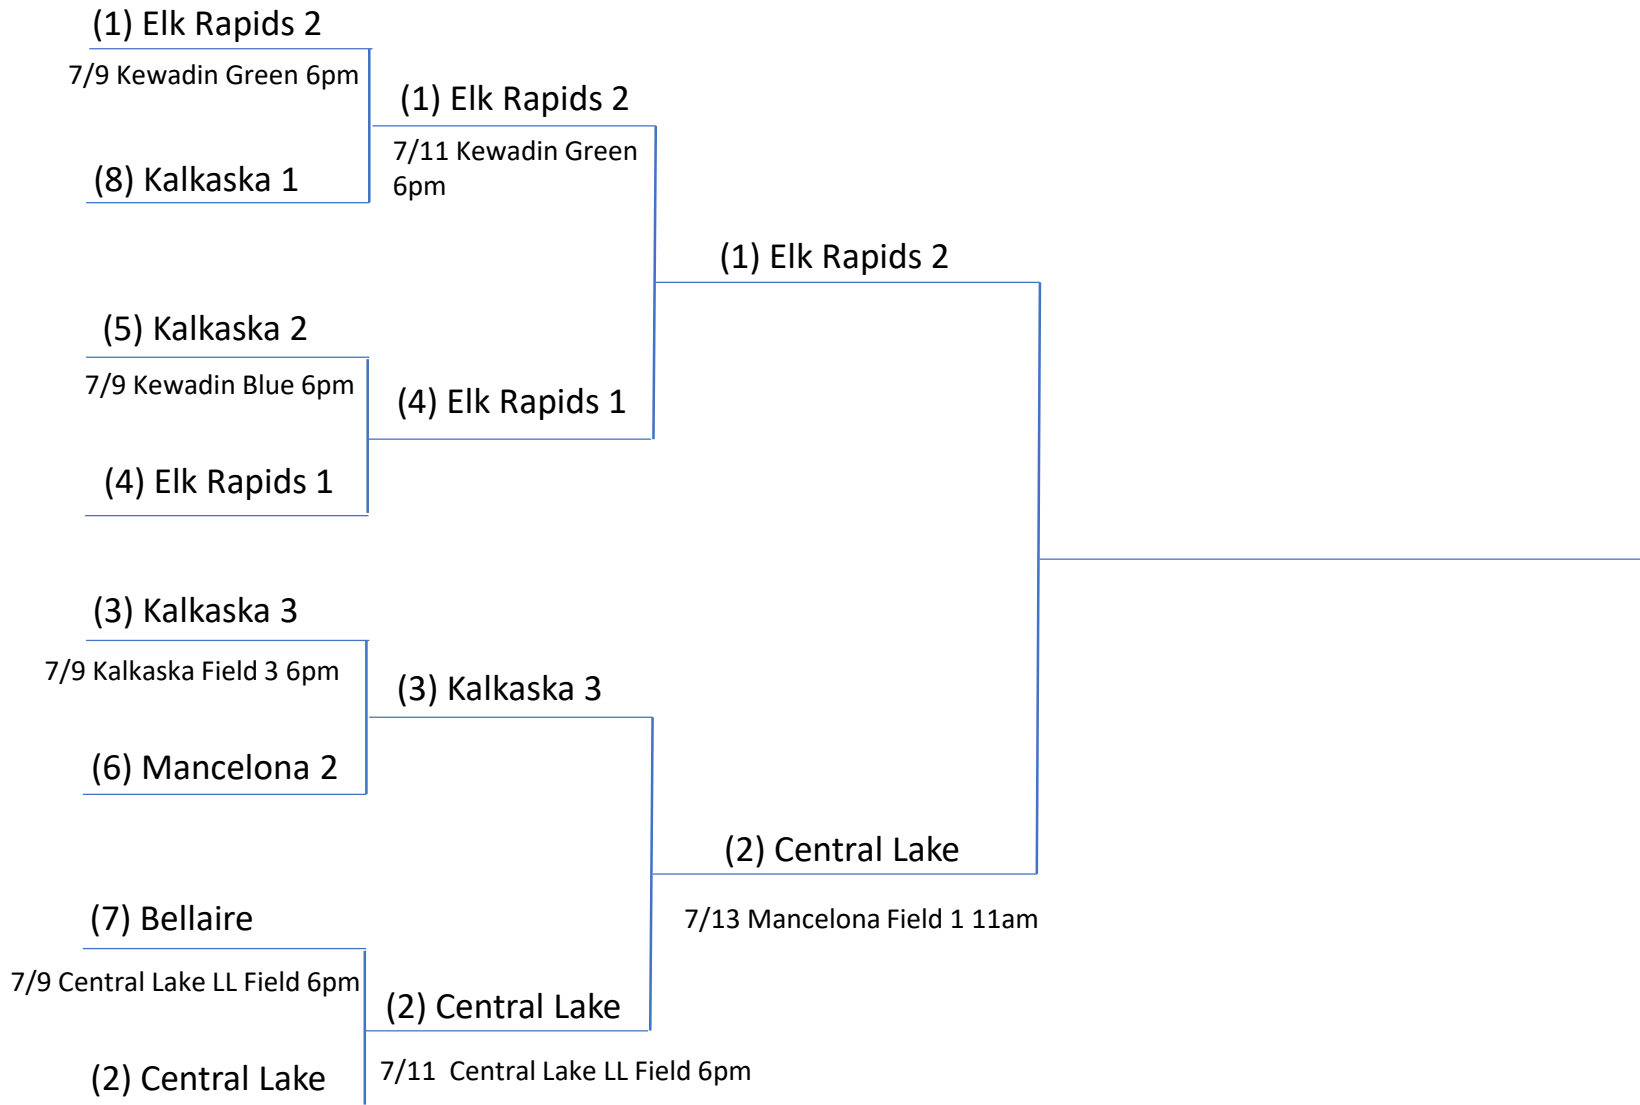 (1) Elk Rapids 2
7/9 Kewadin Green 6pm
(8) Kalkaska 1
(5) Kalkaska 2
7/9 Kewadin Blue 6pm
(4) Elk Rapids 1
(3) Kalkaska 3
7/9 Kalkaska Field 3 6pm
(6) Mancelona 2
(7) Bellaire
7/9 Central Lake LL Field 6pm
(2) Central Lake
(1) Elk Rapids 2
7/11 Kewadin Green
6pm
(4) Elk Rapids 1
(3) Kalkaska 3
(2) Central Lake
7/11 Central Lake LL Field 6pm
(1) Elk Rapids 2
(2) Central Lake
7/13 Mancelona Field 1 11am